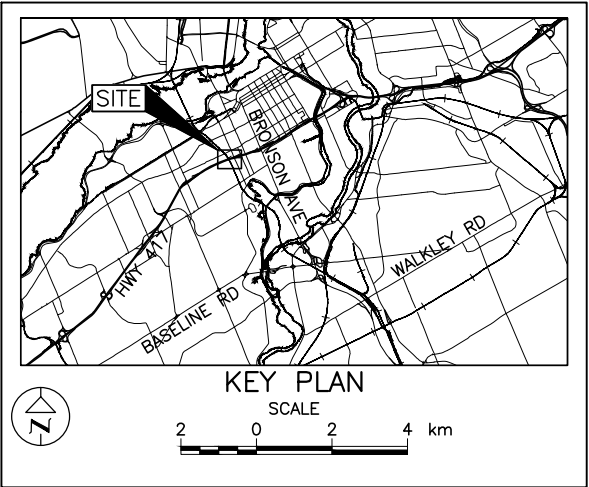 SITE
BRONSON AVE
HWY 417
WALKLEY RD
BASELINE RD
KEY PLAN
SCALE
2 0 2 4 km
N